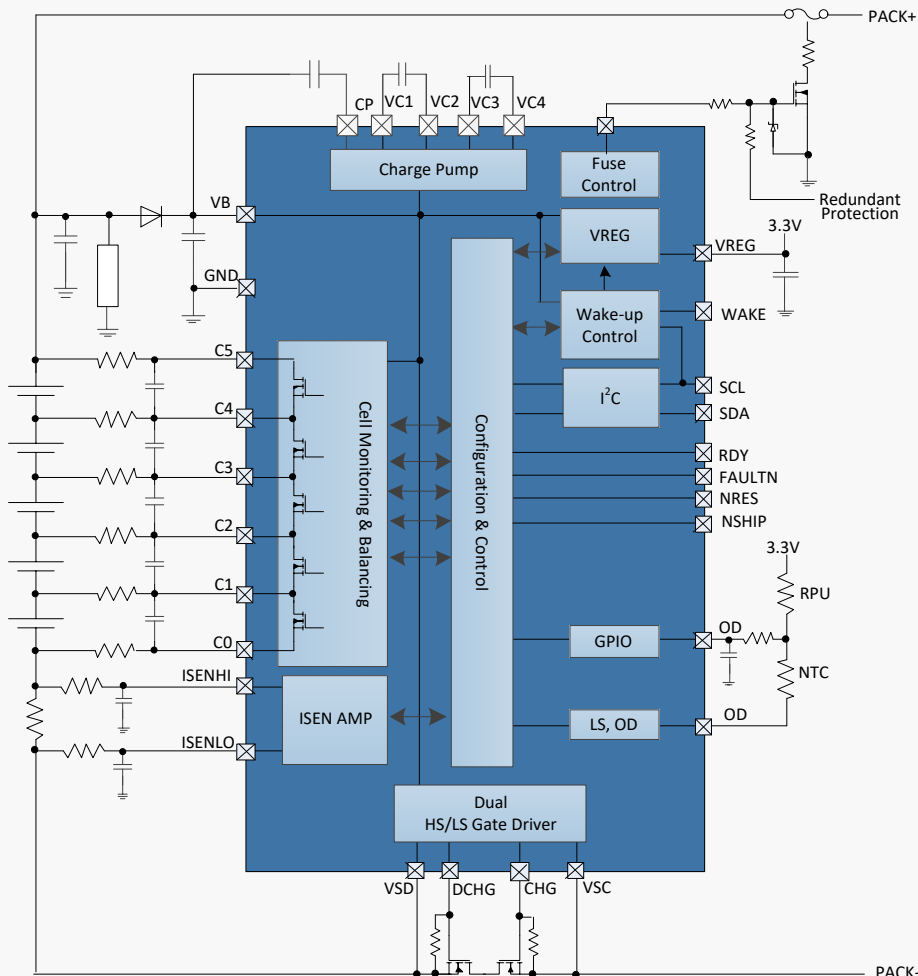 PACK+
CP
VC1
VC2
VC3
VC4
Charge Pump
Fuse
Control
Redundant
Protection
VB
VREG
3.3V
VREG
GND
Wake-up
Control
WAKE
C5
I²C
SCL
C4
SDA
Cell Monitoring & Balancing
Configuration & Control
RDY
C3
FAULTN
NRES
NSHIP
C2
3.3V
C1
RPU
C0
GPIO
OD
NTC
ISENHI
ISEN AMP
LS, OD
OD
ISENLO
Dual
HS/LS Gate Driver
VSD
DCHG
CHG
VSC
PACK-